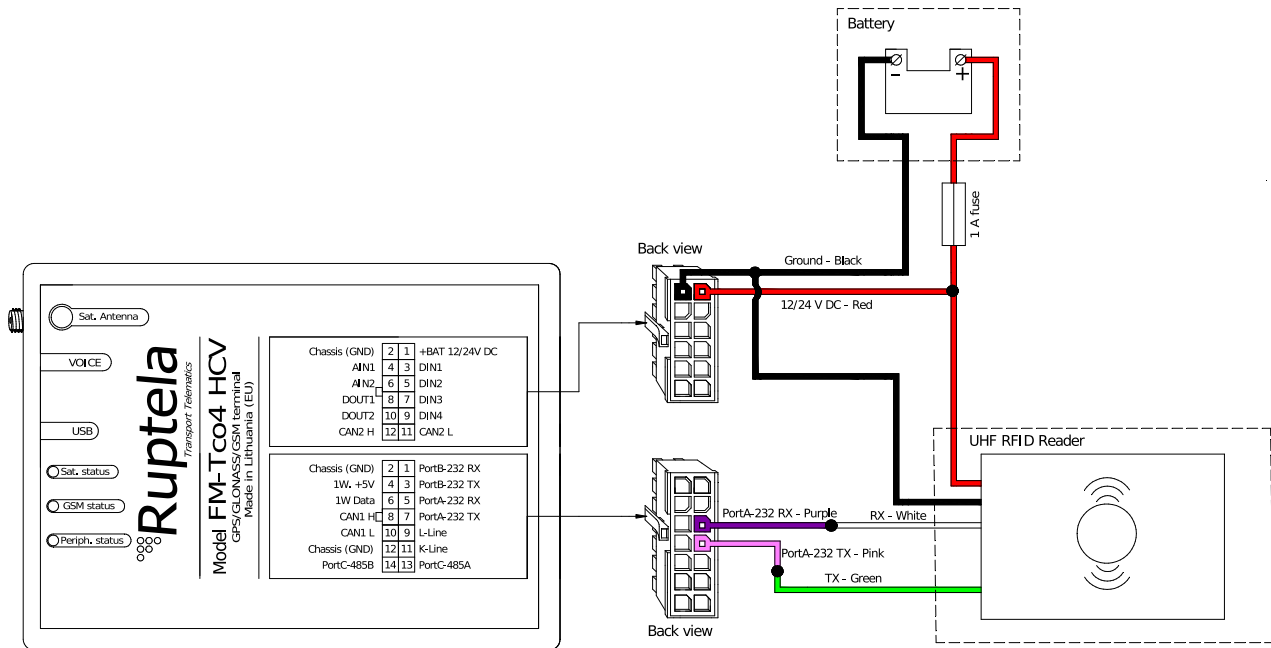 Battery
-
+
1 A fuse
Back view
Ground - Black
12/24 V DC - Red
Sat. Antenna
VOICE
USB
Sat. status
GSM status
Periph. status
Ruptela
Transport Telematics
Model FM-Tco4 HCV
GPS/GLONASS/GSM terminal
Made in Lithuania (EU)
Chassis (GND) 2 1 +BAT 12/24V DC
AIN1 4 3 DIN1
AIN2 6 5 DIN2
DOUT1 8 7 DIN3
DOUT2 10 9 DIN4
CAN2 H 12 11 CAN2 L
Chassis (GND) 2 1 PortB-232 RX
1W. +5V 4 3 PortB-232 TX
1W Data 6 5 PortA-232 RX
CAN1 H 8 7 PortA-232 TX
CAN1 L 10 9 L-Line
Chassis (GND) 12 11 K-Line
PortC-485B 14 13 PortC-485A
UHF RFID Reader
PortA-232 RX - Purple
RX - White
PortA-232 TX - Pink
TX - Green
Back view